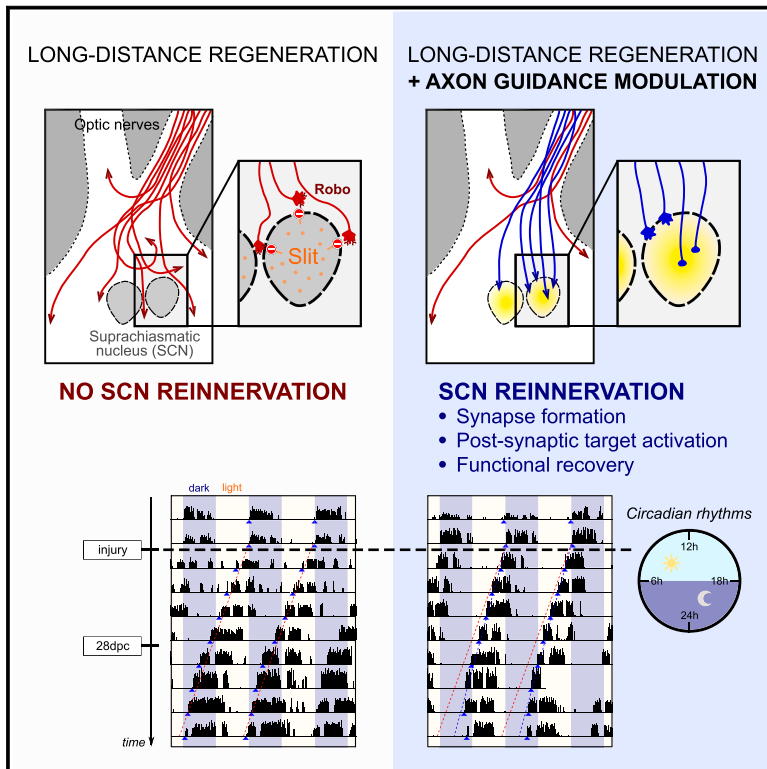 LONG-DISTANCE REGENERATION
Optic nerves
Robo
Slit
Suprachiasmatic
nucleus (SCN)
NO SCN REINNERVATION
LONG-DISTANCE REGENERATION
+ AXON GUIDANCE MODULATION
SCN REINNERVATION
• Synapse formation
• Post-synaptic target activation
• Functional recovery
dark light
injury
28dpc
time
Circadian rhythms
12h
6h
18h
24h